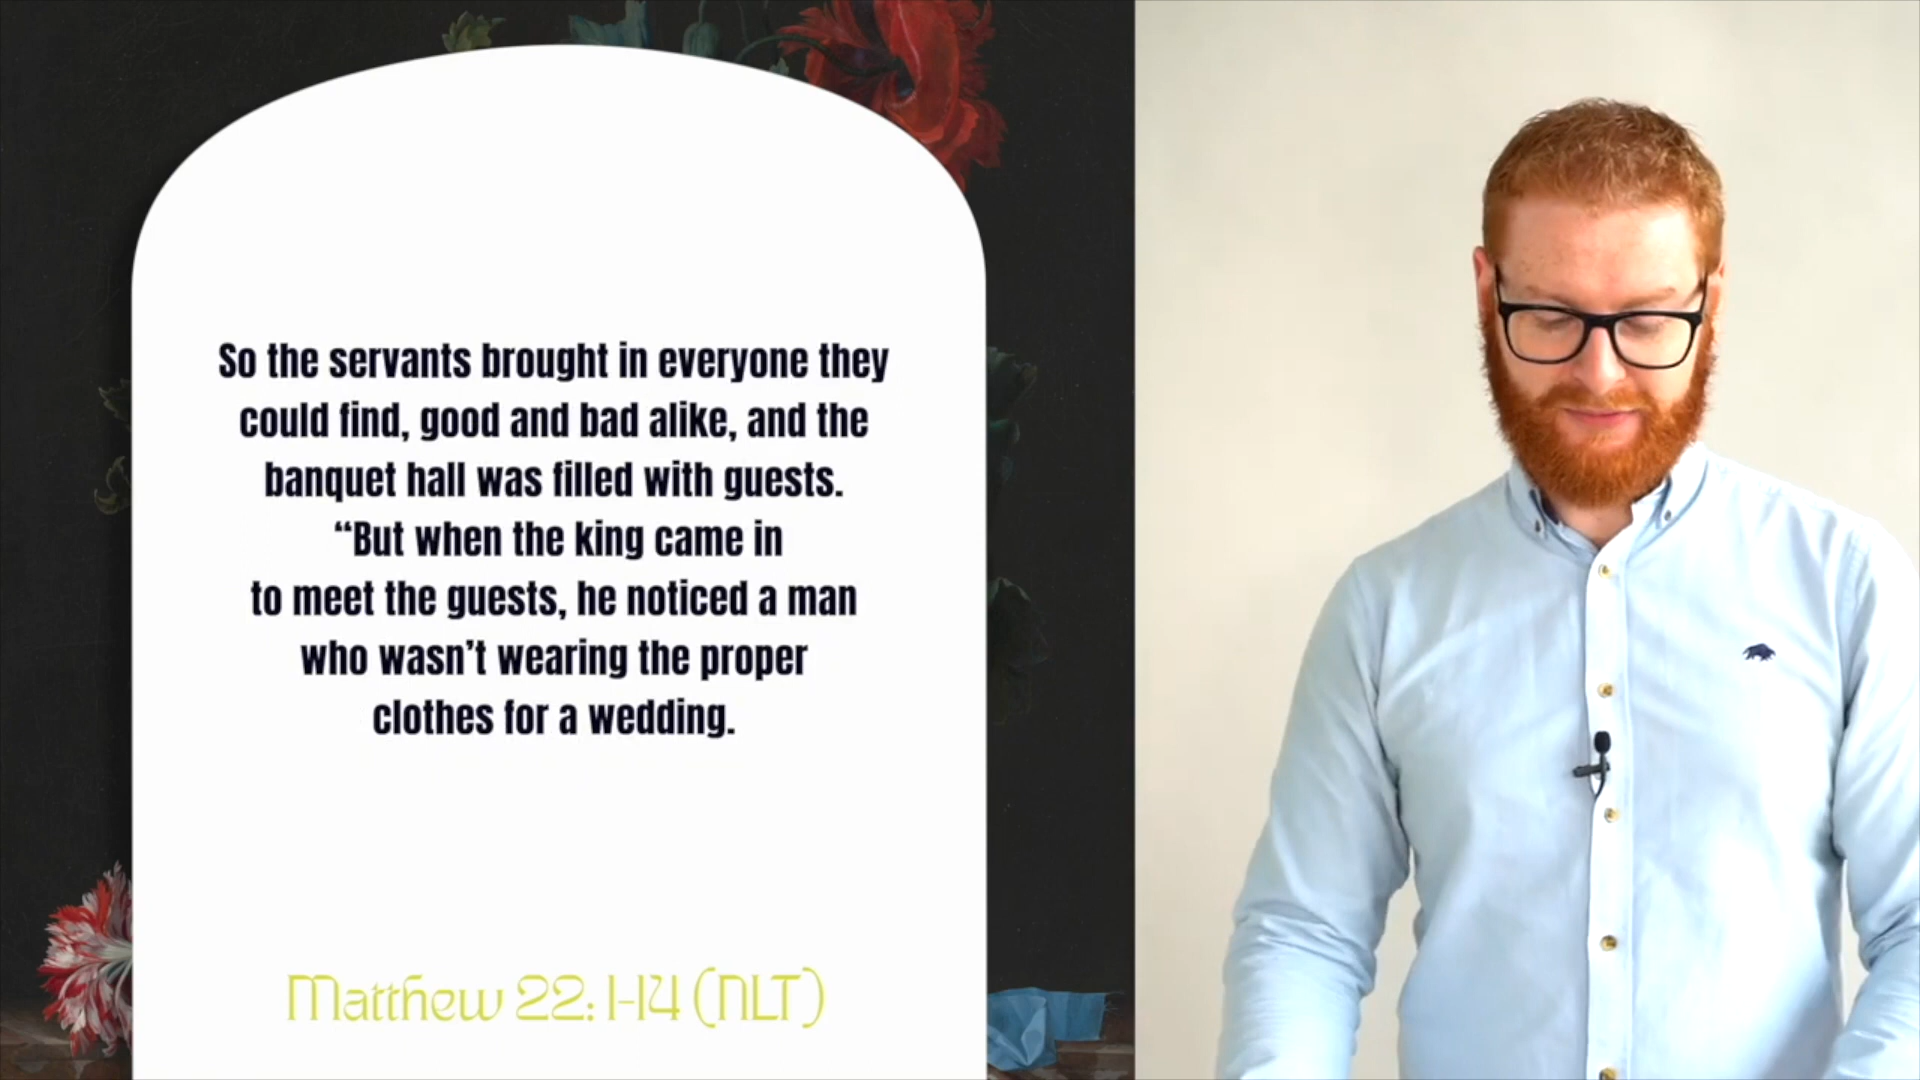 So the servants brought in everyone they
could find, good and bad alike, and the
banquet hall was filled with guests.
“But when the king came in
to meet the guests, he noticed a man
who wasn’t wearing the proper
clothes for a wedding.
Matthew 22: 1-14 (NLT)